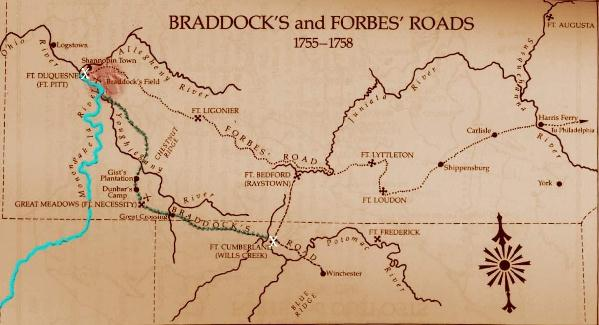 BRADDOCK'S and FORBES' ROADS
1755–1758
FT. AUGUSTA
Ohio River
Logstown
Shannopin Town
Allegheny River
FT. DUQUESNE
(FT. PITT)
Braddock's Field
Susquehanna
Juniata River
FT. LIGONIER
FORBES' ROAD
Harris Ferry
to Philadelphia
River
Carlisle
Monongahela River
Youghiogheny
CHESTNUT
RIDGE
FT. LYTTLETON
Shippensburg
FT. BEDFORD
(RAYSTOWN)
Gist's
Plantation
Dunbar's
Camp
York
FT. LOUDON
River
GREAT MEADOWS (FT. NECESSITY)
Great Crossing
BRADDOCK'S ROAD
FT. CUMBERLAND
(WILLS CREEK)
Potomac River
FT. FREDERICK
Winchester
BLUE
RIDGE